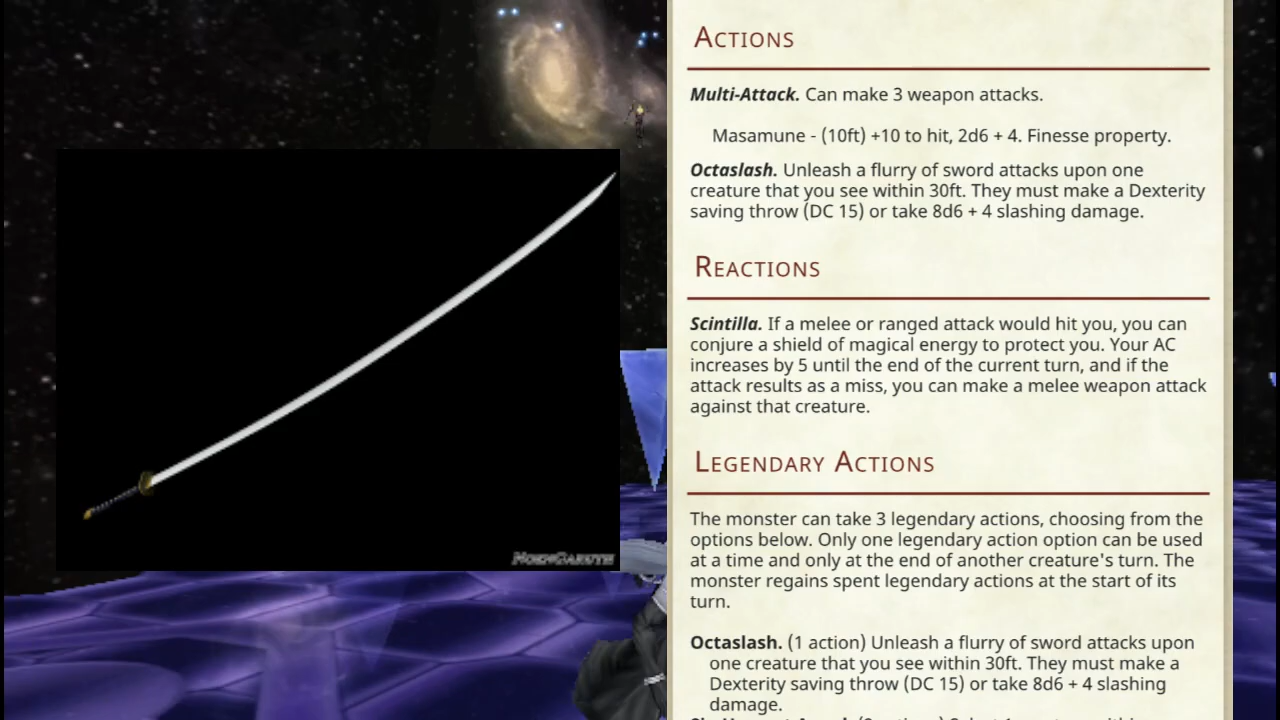 ACTIONS
Multi-Attack. Can make 3 weapon attacks.
Masamune - (10ft) +10 to hit, 2d6 + 4. Finesse property.
Octaslash. Unleash a flurry of sword attacks upon one
creature that you see within 30ft. They must make a Dexterity
saving throw (DC 15) or take 8d6 + 4 slashing damage.
REACTIONS
Scintilla. If a melee or ranged attack would hit you, you can
conjure a shield of magical energy to protect you. Your AC
increases by 5 until the end of the current turn, and if the
attack results as a miss, you can make a melee weapon attack
against that creature.
LEGENDARY ACTIONS
The monster can take 3 legendary actions, choosing from the
options below. Only one legendary action option can be used
at a time and only at the end of another creature's turn. The
monster regains spent legendary actions at the start of its
turn.
Octaslash. (1 action) Unleash a flurry of sword attacks upon
one creature that you see within 30ft. They must make a
Dexterity saving throw (DC 15) or take 8d6 + 4 slashing
damage.